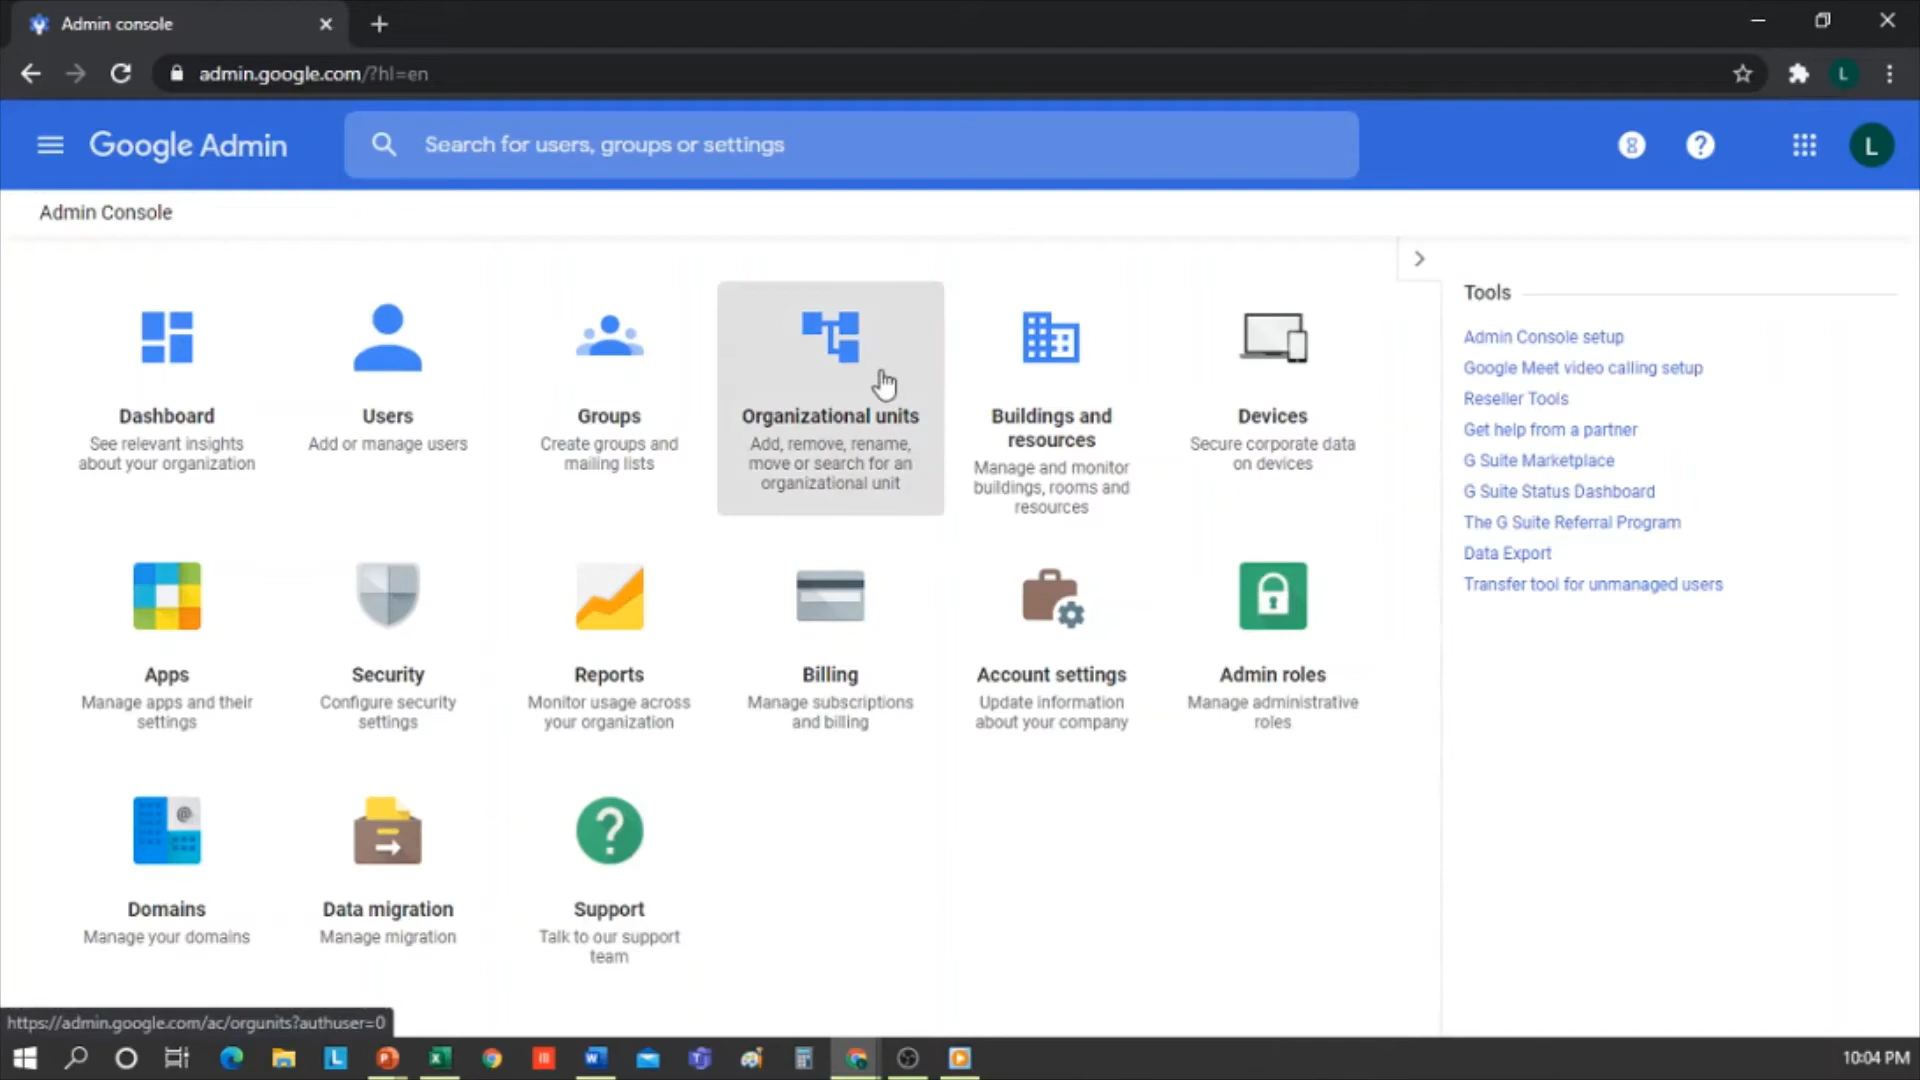 Admin console
admin.google.com/?hl=en
L
Google Admin
Search for users, groups or settings
8
?
L
Admin Console
Dashboard
See relevant insights
about your organization
Users
Add or manage users
Groups
Create groups and
mailing lists
Organizational units
Add, remove, rename,
move or search for an
organizational unit
Buildings and
resources
Manage and monitor
buildings, rooms and
resources
Devices
Secure corporate data
on devices
Apps
Manage apps and their
settings
Security
Configure security
settings
Reports
Monitor usage across
your organization
Billing
Manage subscriptions
and billing
Account settings
Update information
about your company
Admin roles
Manage administrative
roles
@
Domains
Manage your domains
Data migration
Manage migration
?
Support
Talk to our support
team
Tools
Admin Console setup
Google Meet video calling setup
Reseller Tools
Get help from a partner
G Suite Marketplace
G Suite Status Dashboard
The G Suite Referral Program
Data Export
Transfer tool for unmanaged users
https://admin.google.com/ac/orgunits?authuser=0
L
10:04 PM